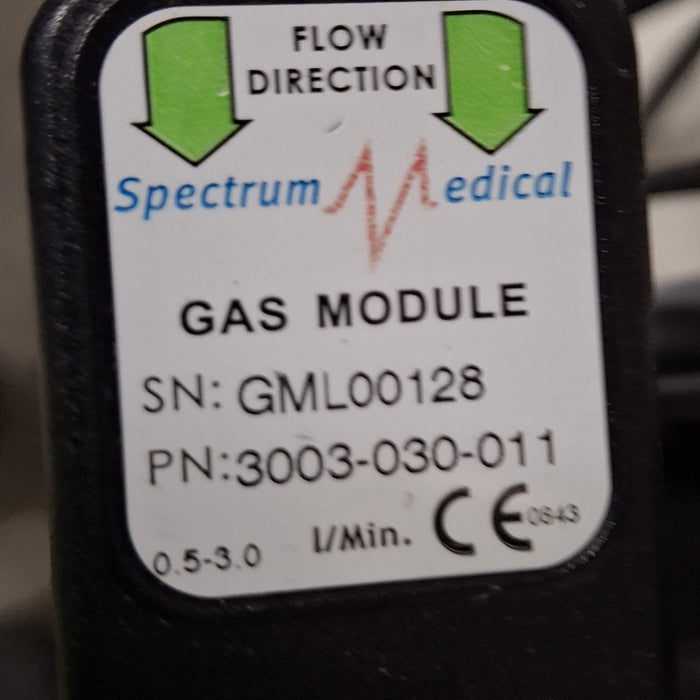 FLOW
DIRECTION
Spectrum Medical
GAS MODULE
SN: GML00128
PN:3003-030-011
0.5-3.0 l/Min. CE 0843